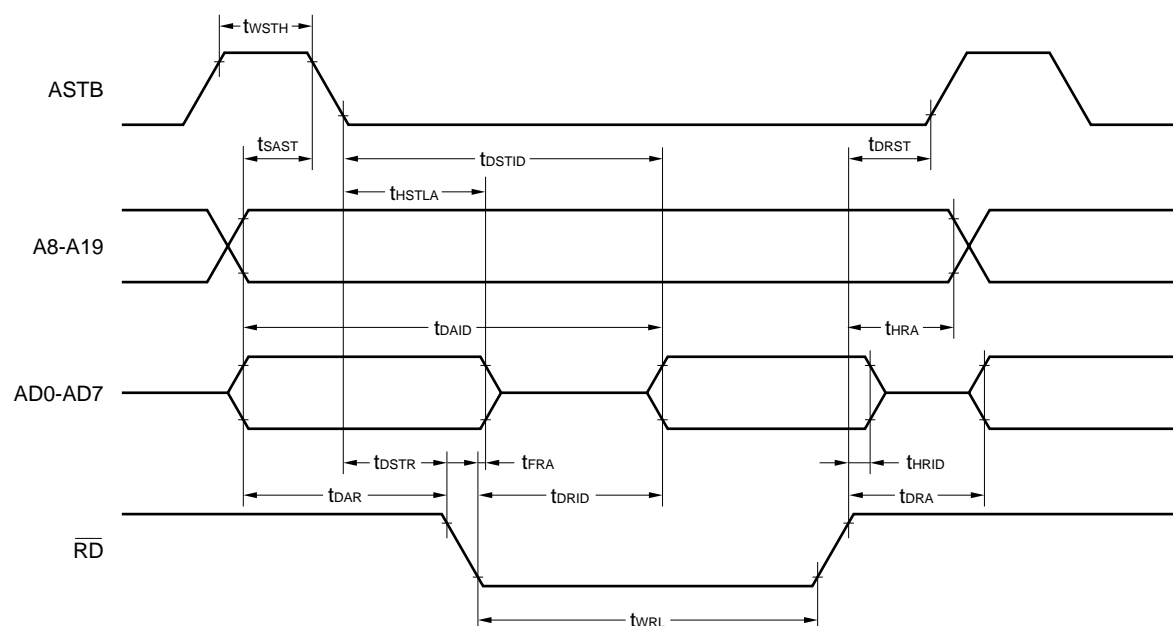 tWSTH
ASTB
tSAST
tDSTID
tDRST
tHSTLA
A8-A19
tDAID
tHRA
AD0-AD7
tDSTR
tFRA
tHRID
tDAR
tDRID
tDRA
RD
tWRL